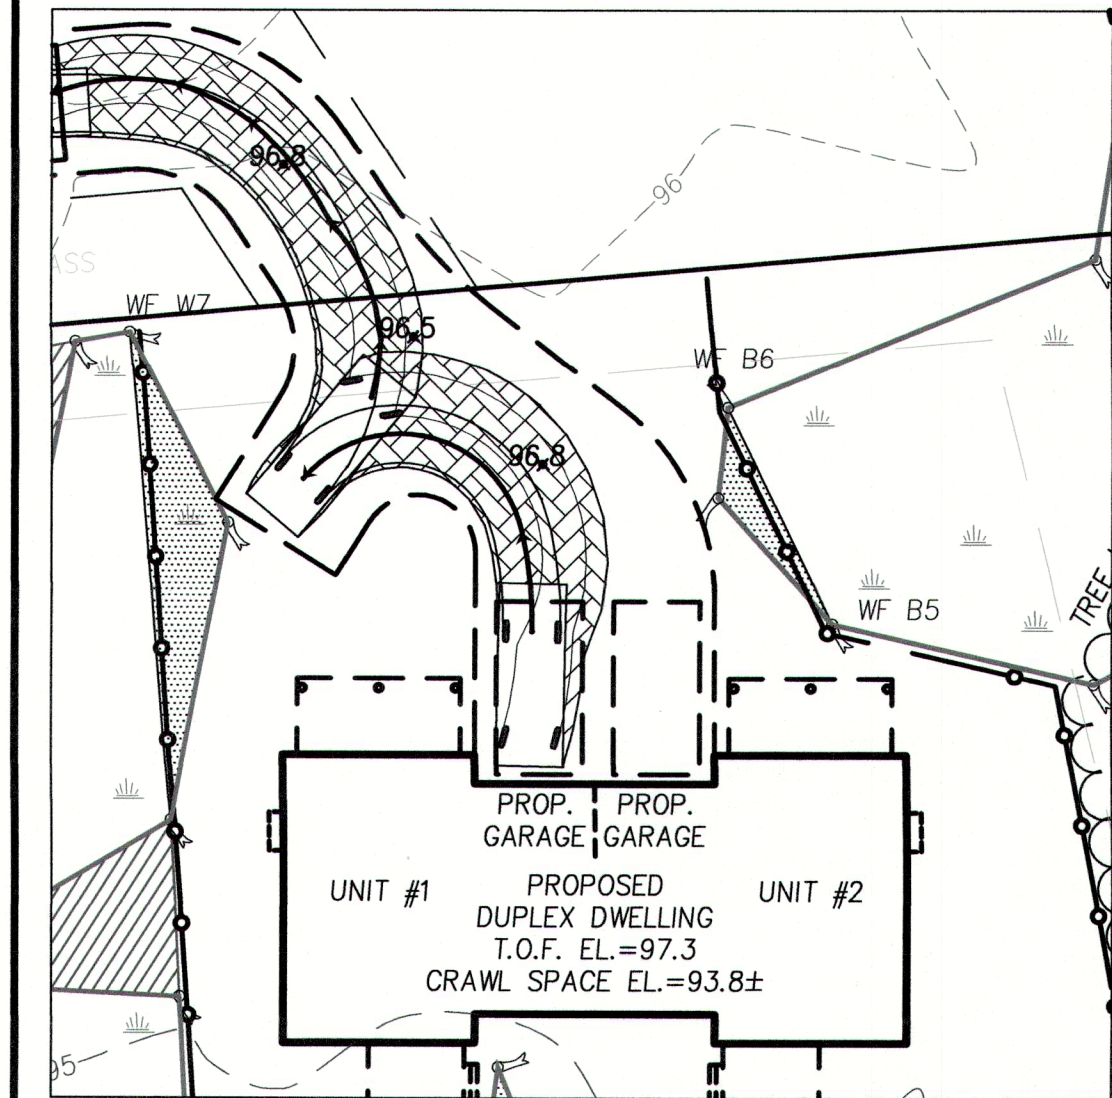 96.8
96
ASS
WF W7
96.5
WF B6
96.8
WF B5
TREE
PROP. PROP.
GARAGE GARAGE
UNIT #1
PROPOSED
DUPLEX DWELLING
T.O.F. EL.=97.3
CRAWL SPACE EL.=93.8±
UNIT #2
95